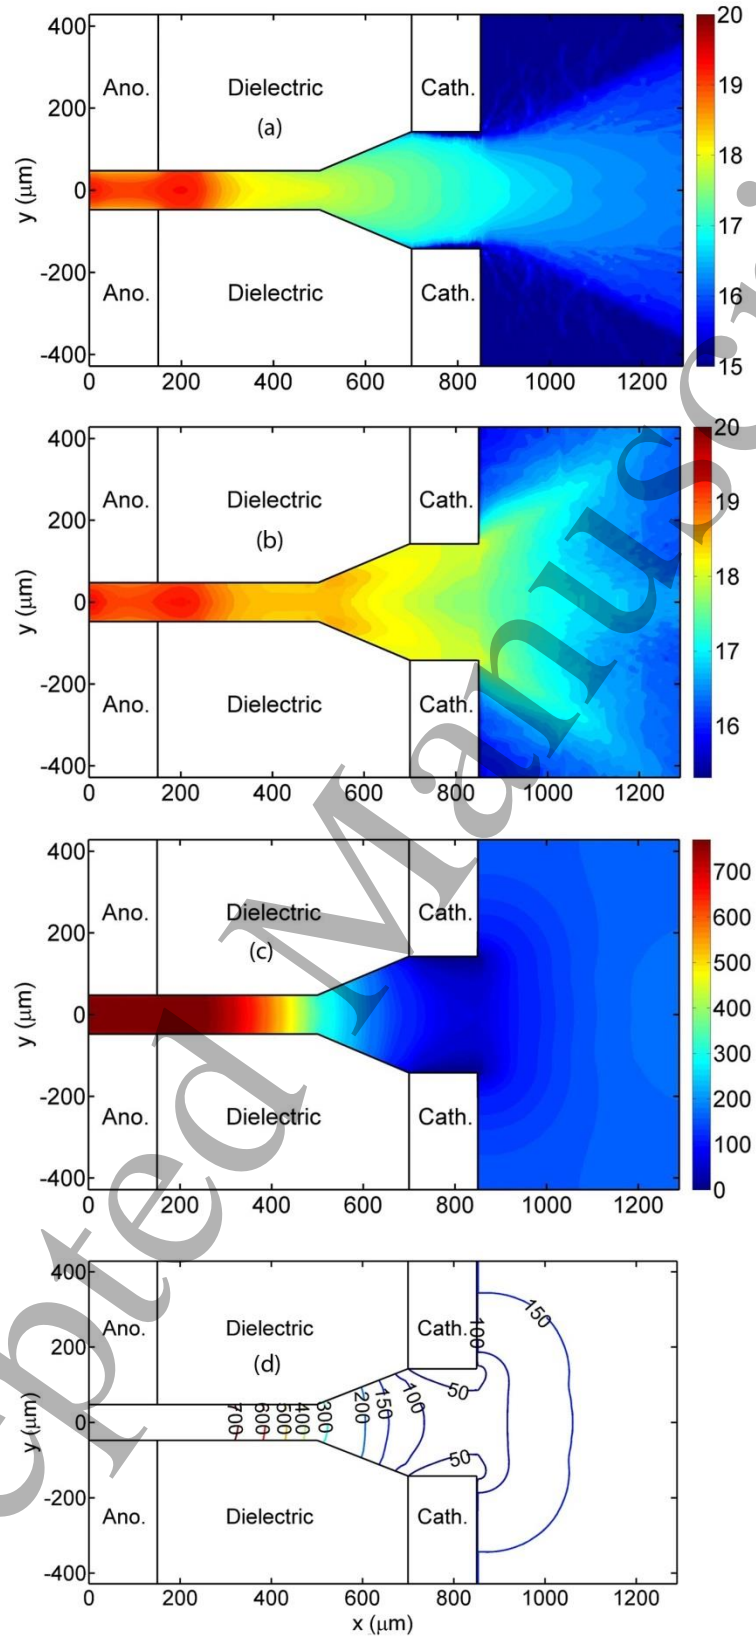 400
200
0
-200
-400
y (μm)
Ano.
Dielectric
Cath.
(a)
Ano.
Dielectric
Cath.
0
200
400
600
800
1000
1200
20
19
18
17
16
15
400
200
0
-200
-400
y (μm)
Ano.
Dielectric
Cath.
(b)
Ano.
Dielectric
Cath.
0
200
400
600
800
1000
1200
20
19
18
17
16
400
200
0
-200
-400
y (μm)
Ano.
Dielectric
Cath.
(c)
Ano.
Dielectric
Cath.
0
200
400
600
800
1000
1200
700
600
500
400
300
200
100
0
400
200
0
-200
-400
y (μm)
Ano.
Dielectric
Cath.
(d)
700
600
500
400
300
200
150
100
50
50
100
150
Ano.
Dielectric
Cath.
0
200
400
600
800
1000
1200
x (μm)
epted Manuscri